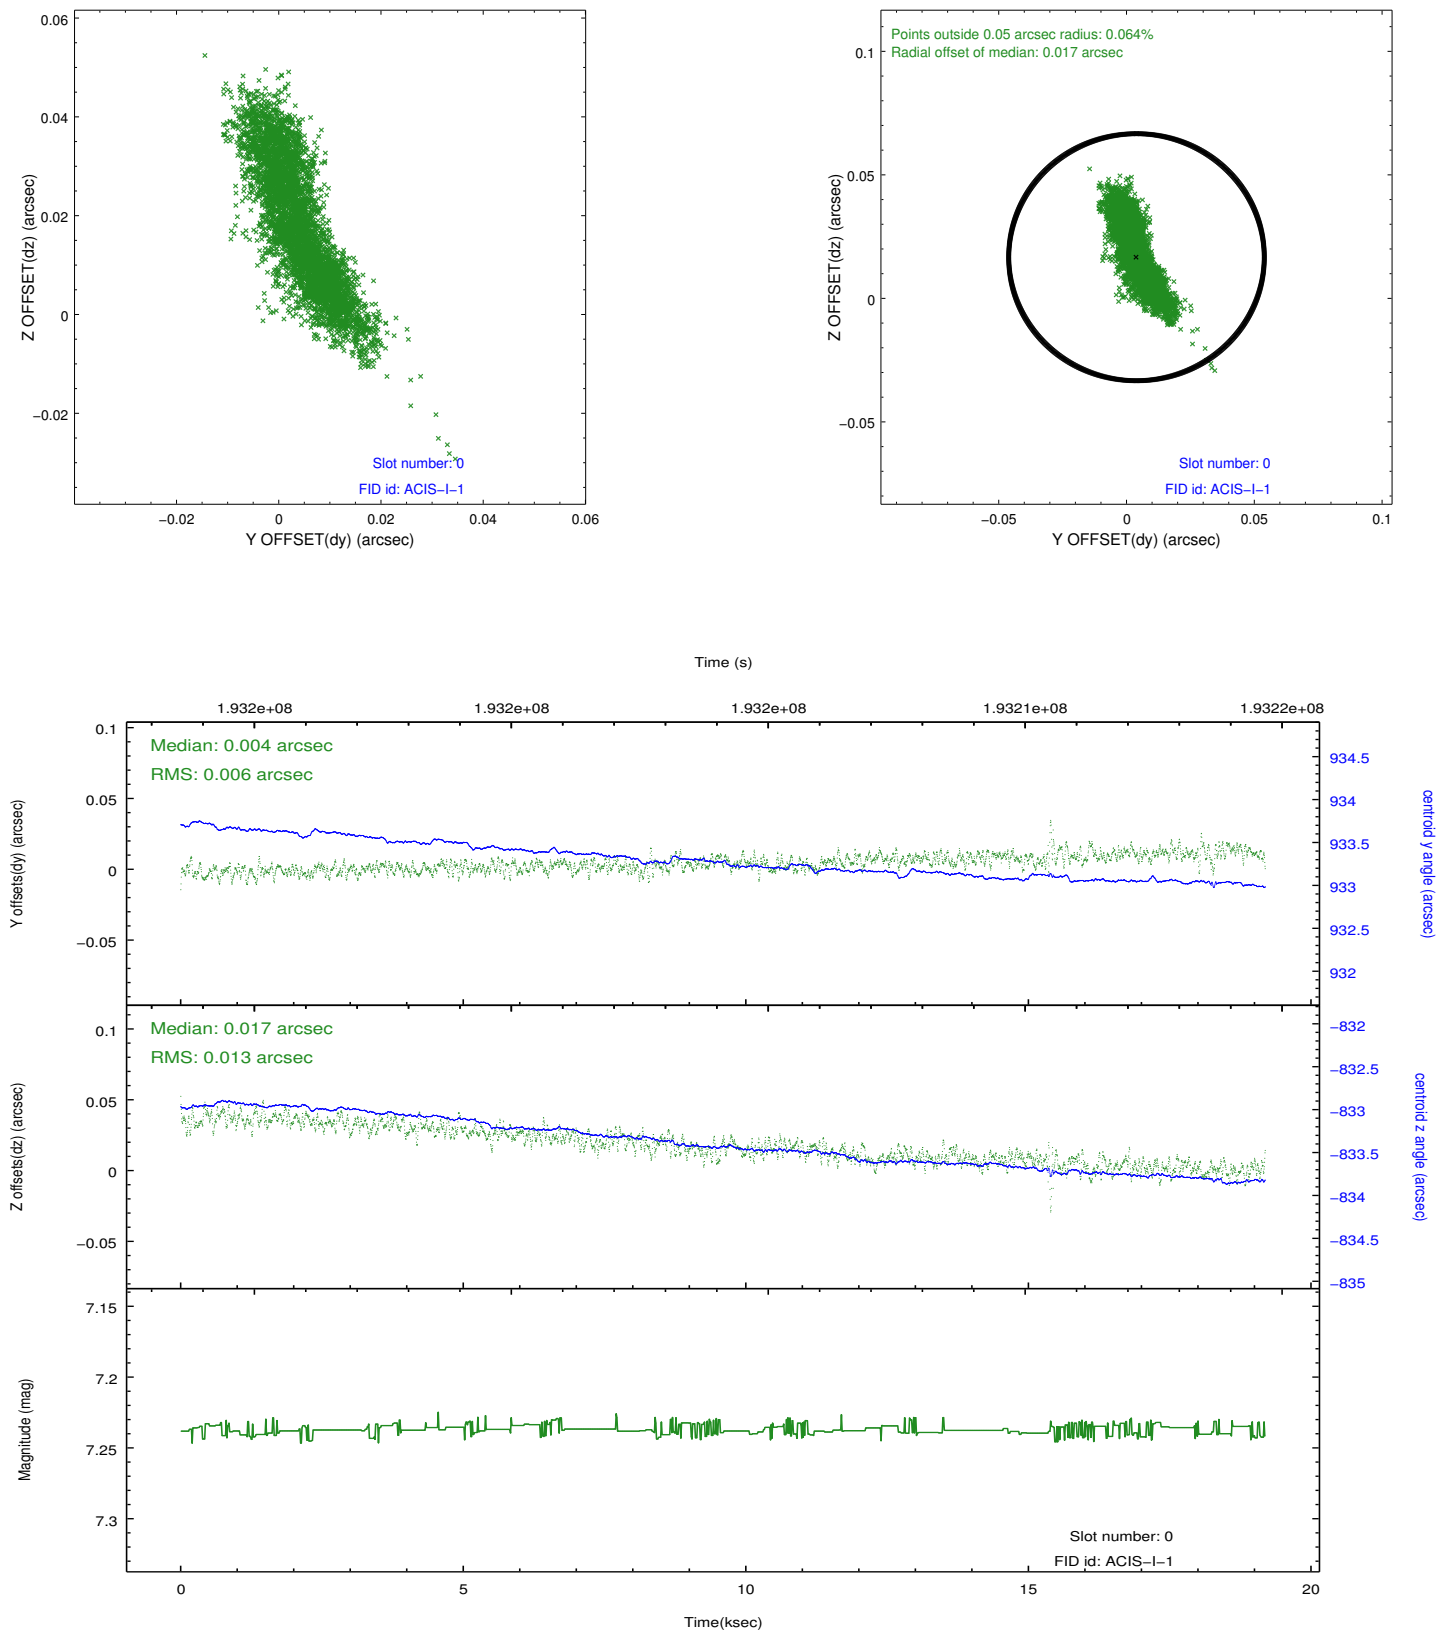 0.06
0.04
0.02
0
−0.02
Z OFFSET(dz) (arcsec)
Slot number: 0
FID id: ACIS−I−1
−0.02 0 0.02 0.04 0.06
Y OFFSET(dy) (arcsec)
Points outside 0.05 arcsec radius: 0.064%
Radial offset of median: 0.017 arcsec
0.1
0.05
0
−0.05
Z OFFSET(dz) (arcsec)
Slot number: 0
FID id: ACIS−I−1
−0.05 0 0.05 0.1
Y OFFSET(dy) (arcsec)
Time (s)
1.932e+08 1.932e+08 1.932e+08 1.9321e+08 1.9322e+08
Median: 0.004 arcsec
RMS: 0.006 arcsec
0.1
0.05
0
−0.05
Y offsets(dy) (arcsec)
934.5
934
933.5
933
932.5
932
centroid y angle (arcsec)
Median: 0.017 arcsec
RMS: 0.013 arcsec
0.1
0.05
0
−0.05
Z offsets(dz) (arcsec)
−832
−832.5
−833
−833.5
−834
−834.5
−835
centroid z angle (arcsec)
7.15
7.2
7.25
7.3
Magnitude (mag)
Slot number: 0
FID id: ACIS−I−1
0 5 10 15 20
Time(ksec)